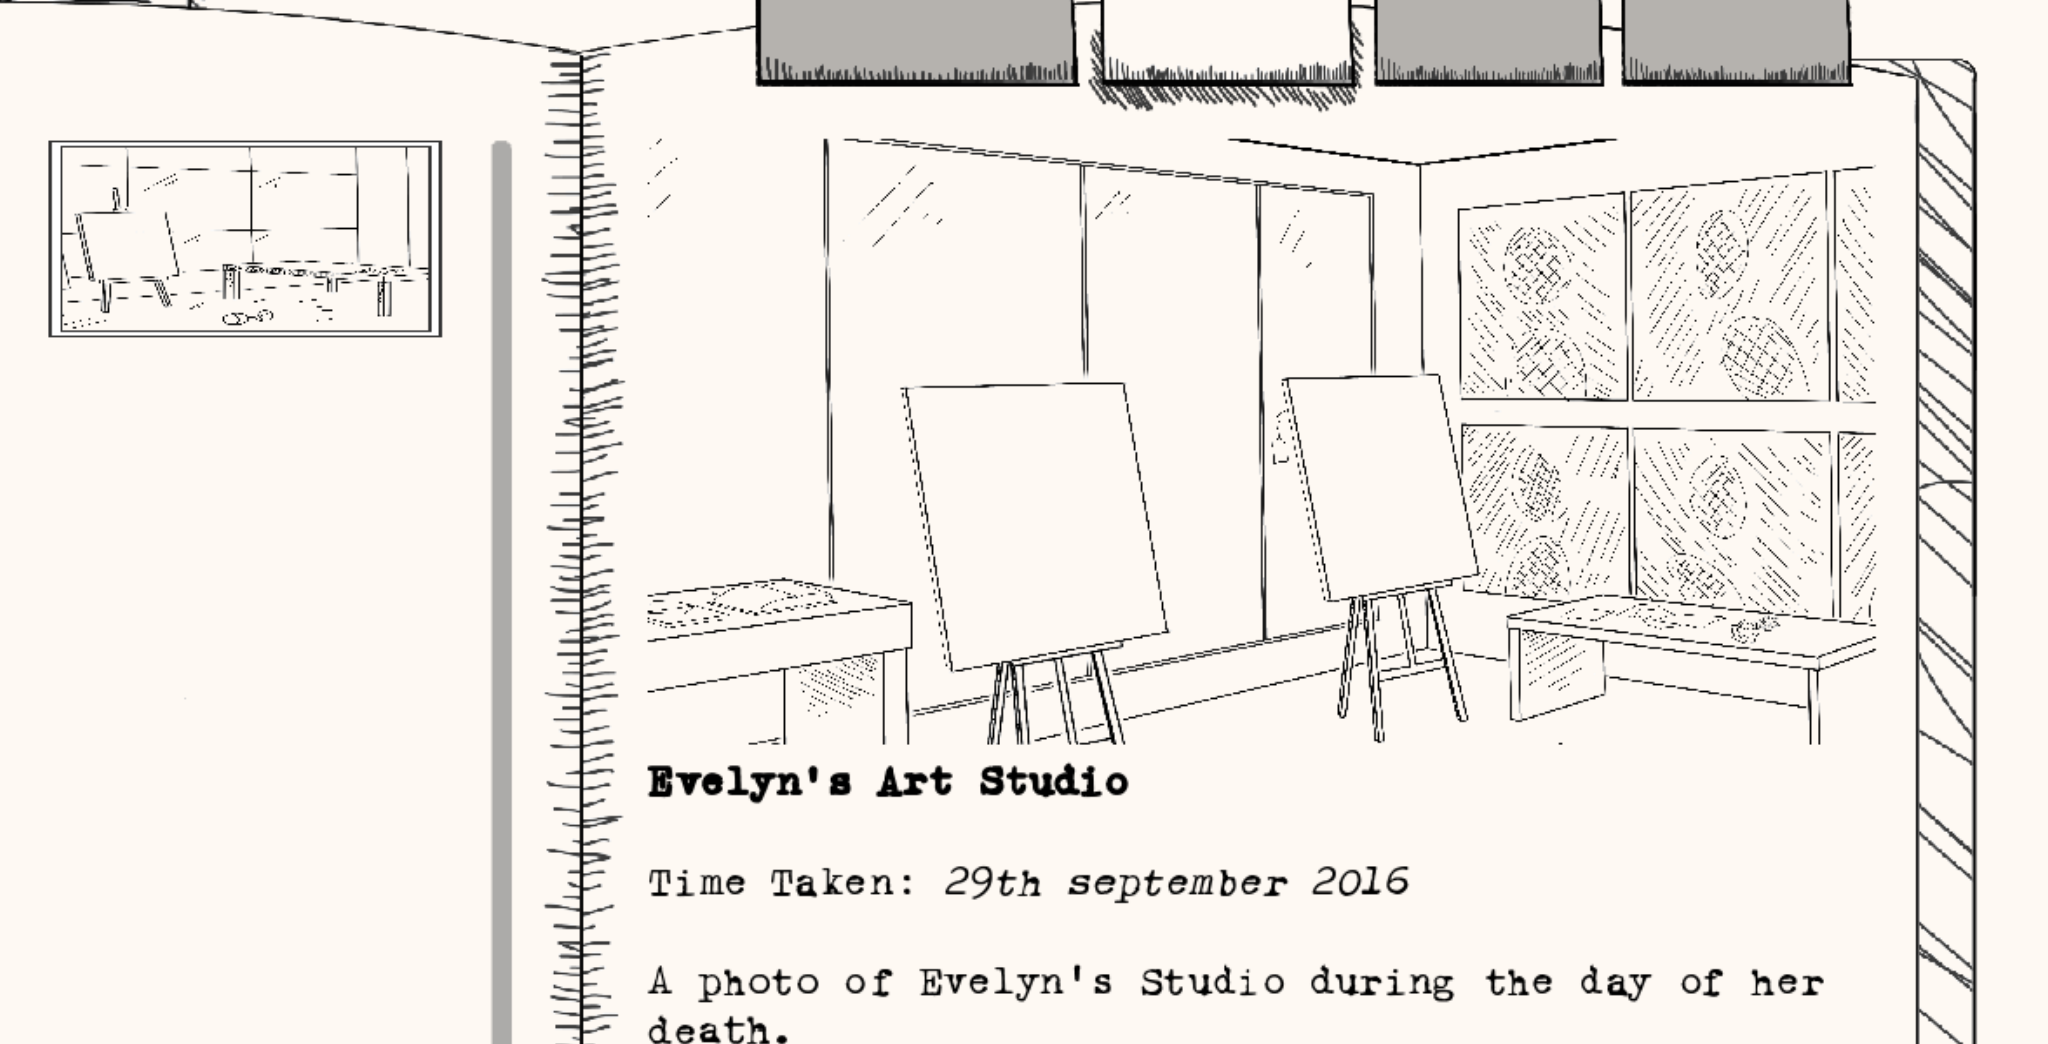 Evelyn's Art Studio
Time Taken: 29th september 2016
A photo of Evelyn's Studio during the day of her
death.